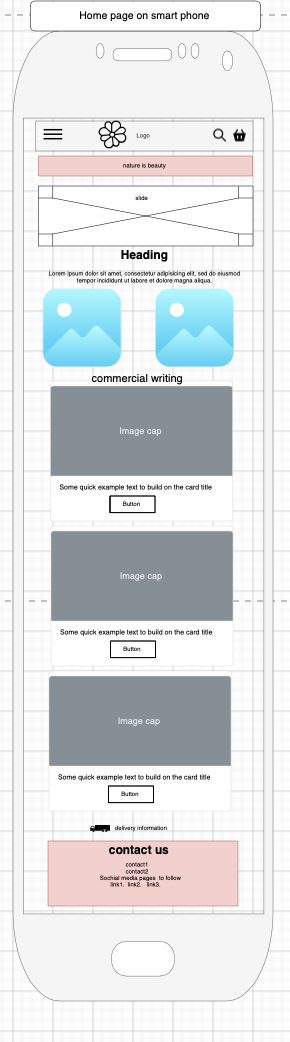 Home page on smart phone
Logo
nature is beauty
slide
Heading
Lorem ipsum dolor sit amet, consectetur adipisicing elit, sed do eiusmod
tempor incididunt ut labore et dolore magna aliqua.
commercial writing
Image cap
Some quick example text to build on the card title
Button
Image cap
Some quick example text to build on the card title
Button
Image cap
Some quick example text to build on the card title
Button
delivery information
contact us
contact1
contact2
Sochial media pages to follow
link1. link2. link3.